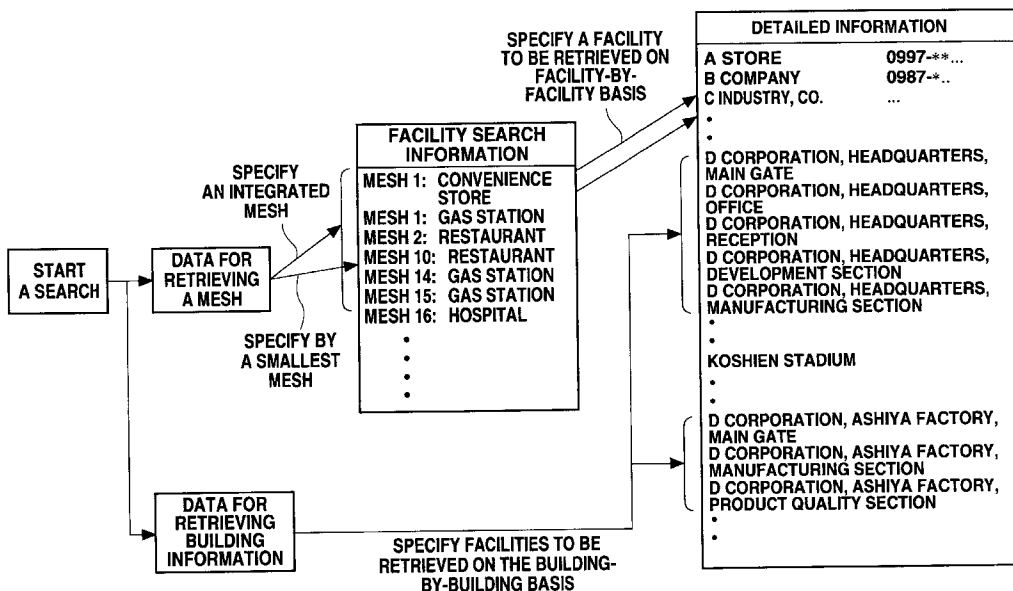 START
A SEARCH
DATA FOR
RETRIEVING
A MESH
SPECIFY
AN INTEGRATED
MESH
SPECIFY BY
A SMALLEST
MESH
FACILITY SEARCH
INFORMATION
MESH 1: CONVENIENCE
STORE
MESH 1: GAS STATION
MESH 2: RESTAURANT
MESH 10: RESTAURANT
MESH 14: GAS STATION
MESH 15: GAS STATION
MESH 16: HOSPITAL
SPECIFY A FACILITY
TO BE RETRIEVED ON
FACILITY-BY-
FACILITY BASIS
DETAILED INFORMATION
A STORE 0997-**...
B COMPANY 0987-*..
C INDUSTRY, CO. ...
D CORPORATION, HEADQUARTERS,
MAIN GATE
D CORPORATION, HEADQUARTERS,
OFFICE
D CORPORATION, HEADQUARTERS,
RECEPTION
D CORPORATION, HEADQUARTERS,
DEVELOPMENT SECTION
D CORPORATION, HEADQUARTERS,
MANUFACTURING SECTION
KOSHIEN STADIUM
D CORPORATION, ASHIYA FACTORY,
MAIN GATE
D CORPORATION, ASHIYA FACTORY,
MANUFACTURING SECTION
D CORPORATION, ASHIYA FACTORY,
PRODUCT QUALITY SECTION
DATA FOR
RETRIEVING
BUILDING
INFORMATION
SPECIFY FACILITIES TO BE
RETRIEVED ON THE BUILDING-
BY-BUILDING BASIS